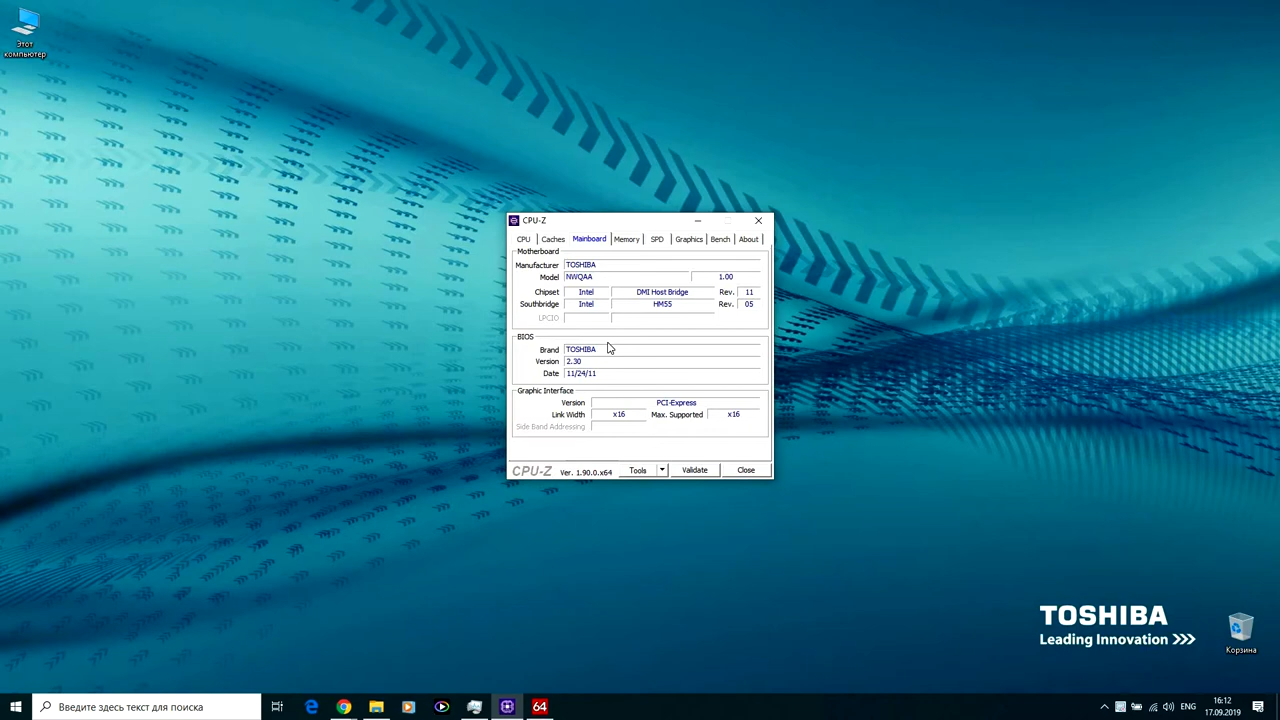 Этот
компьютер
CPU-Z
CPU Caches Mainboard Memory SPD Graphics Bench About
Motherboard
Manufacturer TOSHIBA
Model NWQAA 1.00
Chipset Intel DMI Host Bridge Rev. 11
Southbridge Intel HM55 Rev. 05
LPCIO
BIOS
Brand TOSHIBA
Version 2.30
Date 11/24/11
Graphic Interface
Version PCI-Express
Link Width x16 Max. Supported x16
Side Band Addressing
CPU-Z Ver. 1.90.0.x64 Tools Validate Close
TOSHIBA
Leading Innovation >>>
Корзина
Введите здесь текст для поиска
64
ENG
16:12
17.09.2019